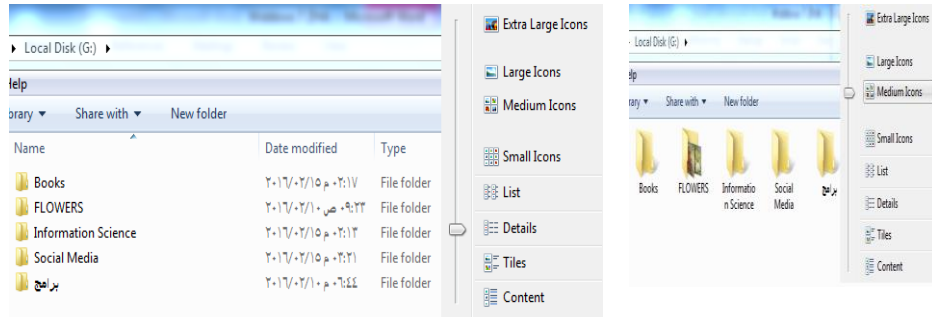 Local Disk (G:)
Help
Share with
New folder
Name Date modified Type
Books ٢٠١٦/٠٢/١٥ م ٠٢:١٧ File folder
FLOWERS ٢٠١٦/٠٢/١٠ ص ٠٩:٢٣ File folder
Information Science ٢٠١٦/٠٢/١٥ م ٠٢:١٣ File folder
Social Media ٢٠١٦/٠٢/١٥ م ٠٣:٢١ File folder
برامج ٢٠١٦/٠٢/١٠ م ٠٦:٤٤ File folder
Extra Large Icons
Large Icons
Medium Icons
Small Icons
List
Details
Tiles
Content
Local Disk (G:)
Share with
New folder
Books
FLOWERS
Informatio
n Science
Social
Media
برامج
Extra Large Icons
Large Icons
Medium Icons
Small Icons
List
Details
Tiles
Content